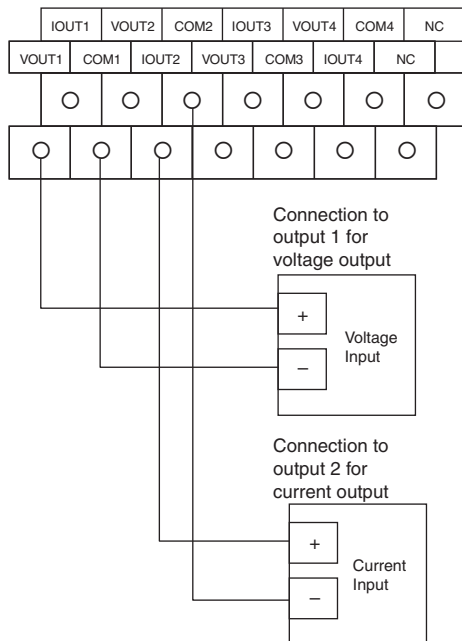 IOUT1 VOUT2 COM2 IOUT3 VOUT4 COM4 NC
VOUT1 COM1 IOUT2 VOUT3 COM3 IOUT4 NC
Connection to
output 1 for
voltage output
+
Voltage
Input
−
Connection to
output 2 for
current output
+
Current
Input
−